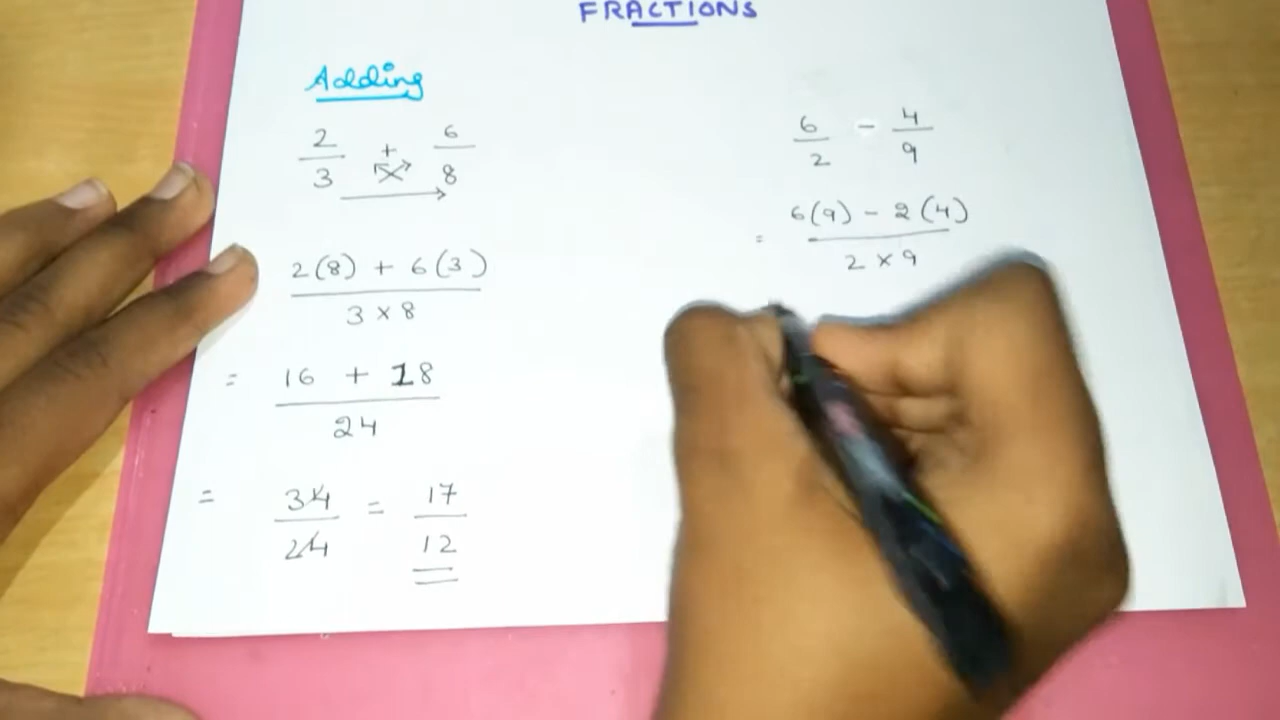 FRACTIONS
Adding
2/3 + 6/8
2(8) + 6(3)
3 × 8
= 16 + 18
24
= 34/24 = 17/12
6/2 - 4/9
= 6(9) - 2(4)
2 × 9